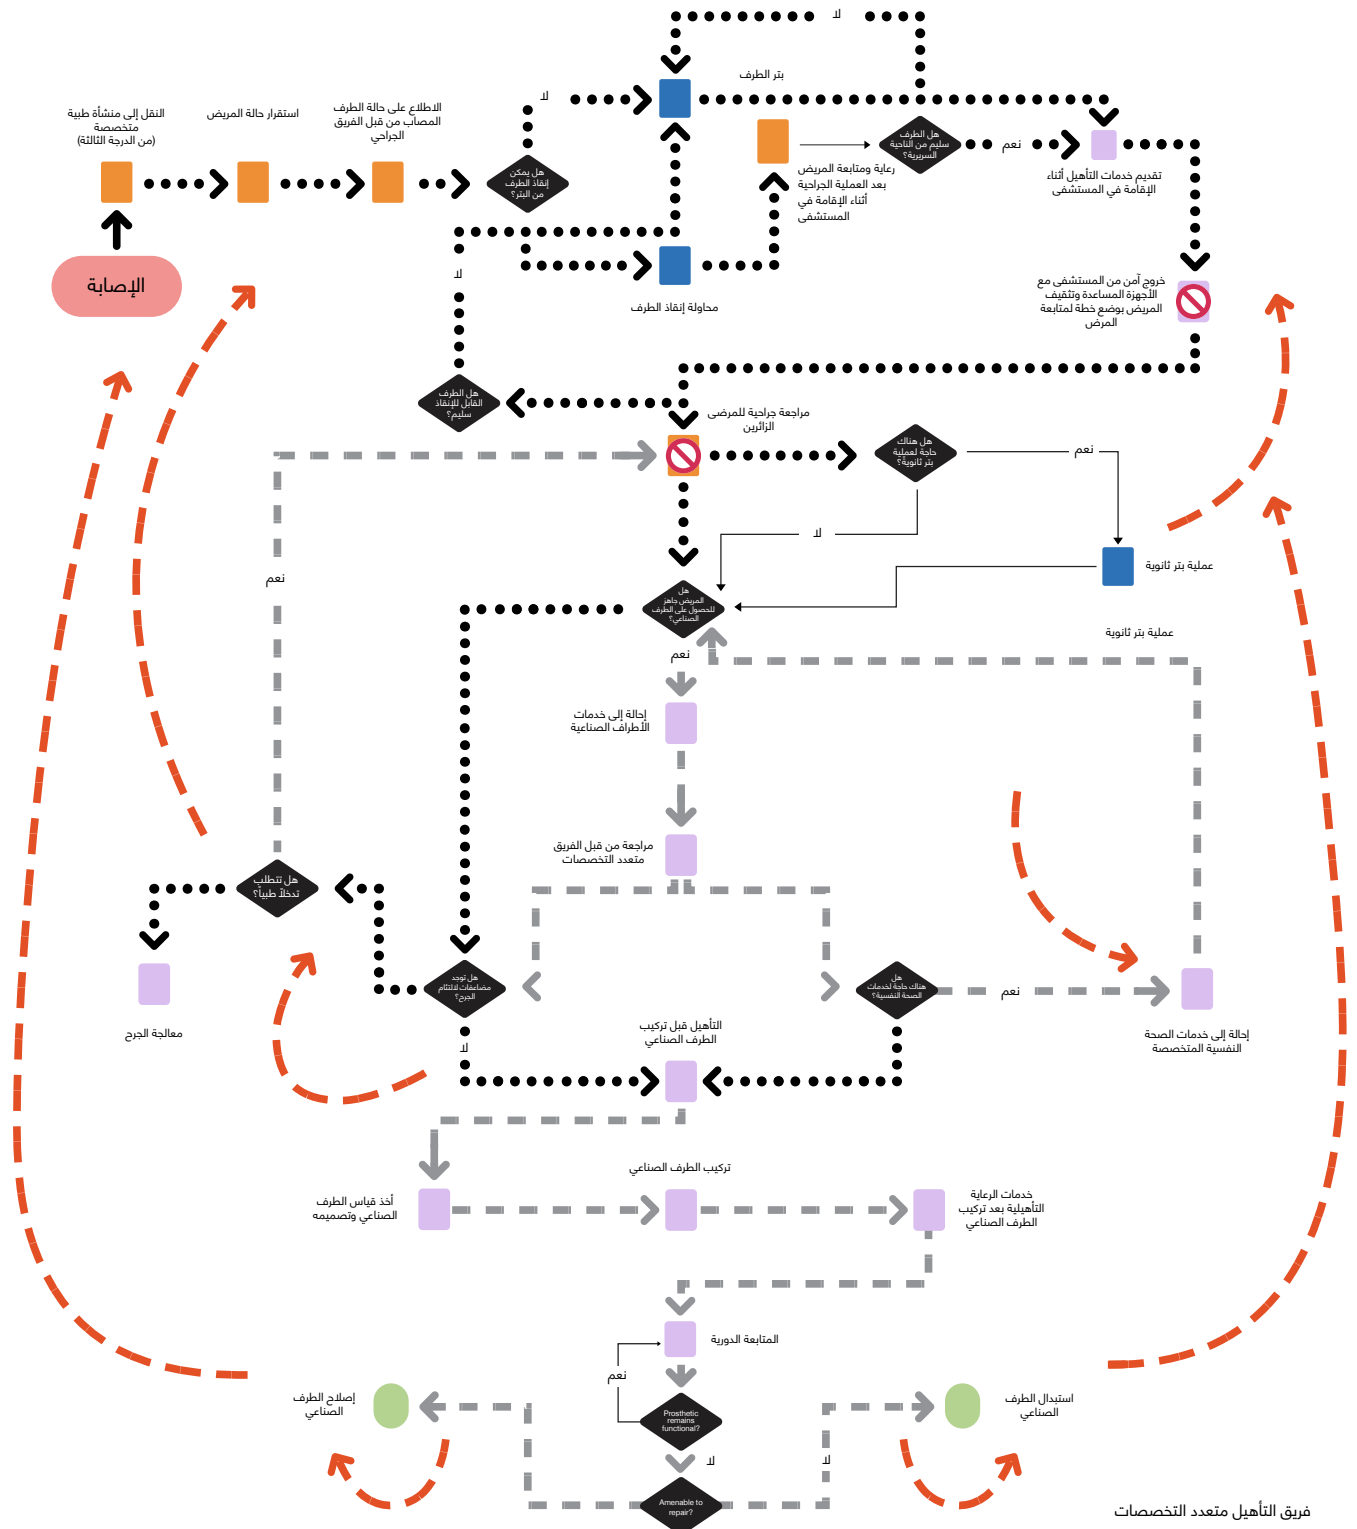 لا
بتر الطرف
النقل إلى منشأة طبية
متخصصة
(من الدرجة الثالثة)
استقرار حالة المريض
الاطلاع على حالة الطرف
المصاب من قبل الفريق
الجراحي
لا
هل يمكن
إنقاذ الطرف
من البتر؟
رعاية ومتابعة المريض
بعد العملية الجراحية
أثناء الإقامة في
المستشفى
هل الطرف
سليم من الناحية
السريرية؟
نعم
تقديم خدمات التأهيل أثناء
الإقامة في المستشفى
الإصابة
لا
محاولة إنقاذ الطرف
خروج آمن من المستشفى مع
الأجهزة المساعدة وتثقيف
المريض بوضع خطة لمتابعة
المرض
هل الطرف
القابل للإنقاذ
سليم؟
مراجعة جراحية للمرضى
الزائرين
هل هناك
حاجة لعملية
بتر ثانوية؟
نعم
لا
نعم
عملية بتر ثانوية
هل
المريض جاهز
للحصول على الطرف
الصناعي؟
عملية بتر ثانوية
نعم
إحالة إلى خدمات
الأطراف الصناعية
مراجعة من قبل الفريق
متعدد التخصصات
هل تتطلب
تدخلاً طبياً؟
هل توجد
مضاعفات لالتئام
الجرح؟
هل
هناك حاجة لخدمات
الصحة النفسية؟
نعم
معالجة الجرح
لا
التأهيل قبل تركيب
الطرف الصناعي
إحالة إلى خدمات الصحة
النفسية المتخصصة
تركيب الطرف الصناعي
أخذ قياس الطرف
الصناعي وتصميمه
خدمات الرعاية
التأهيلية بعد تركيب
الطرف الصناعي
المتابعة الدورية
نعم
إصلاح الطرف
الصناعي
Prosthetic
remains
functional?
استبدال الطرف
الصناعي
لا
لا
Amenable to
repair?
فريق التأهيل متعدد التخصصات